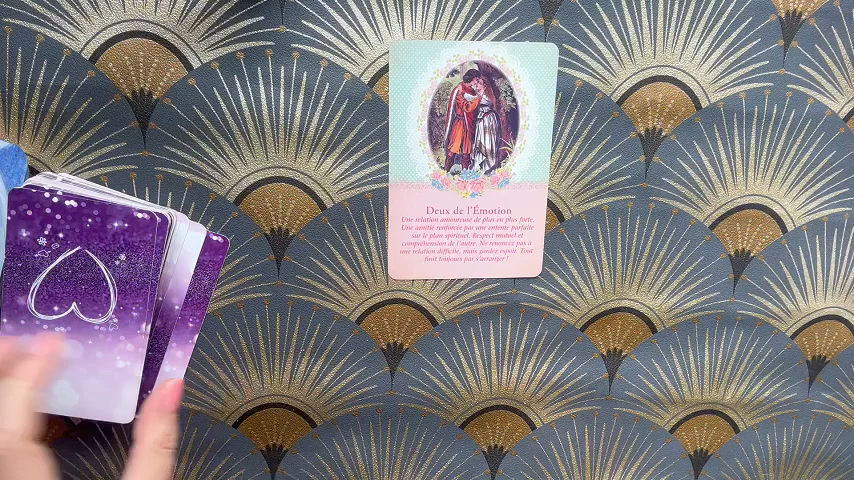 Deux de l'Émotion
Une relation amoureuse de plus en plus forte.
Une amitié renforcée par une entente parfaite
sur le plan spirituel. Respect mutuel et
compréhension de l'autre. Ne renoncez pas à
une relation difficile, mais gardez espoir. Tout
finit toujours par s'arranger !